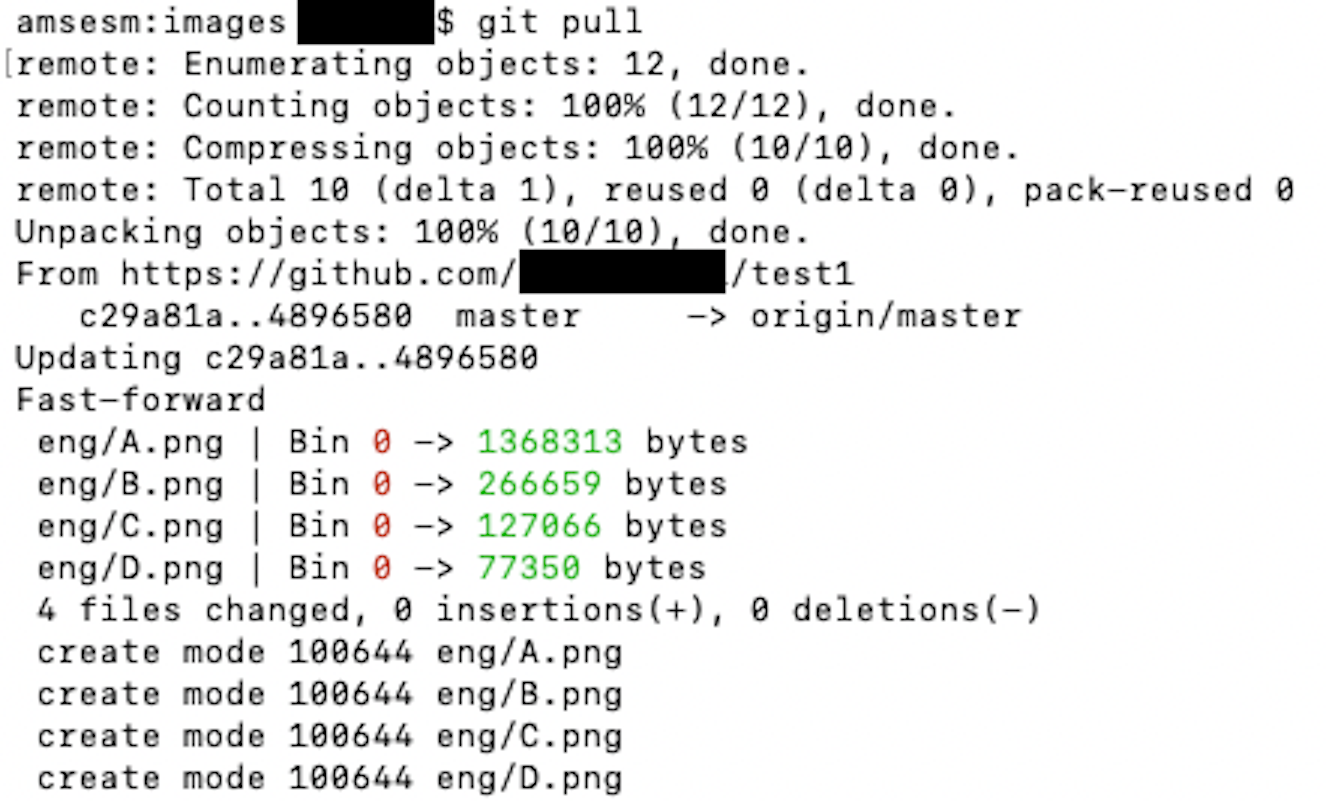 amsesm:images $ git pull
[remote: Enumerating objects: 12, done.
remote: Counting objects: 100% (12/12), done.
remote: Compressing objects: 100% (10/10), done.
remote: Total 10 (delta 1), reused 0 (delta 0), pack-reused 0
Unpacking objects: 100% (10/10), done.
From https://github.com/ /test1
   c29a81a..4896580  master     -> origin/master
Updating c29a81a..4896580
Fast-forward
 eng/A.png | Bin 0 -> 1368313 bytes
 eng/B.png | Bin 0 -> 266659 bytes
 eng/C.png | Bin 0 -> 127066 bytes
 eng/D.png | Bin 0 -> 77350 bytes
 4 files changed, 0 insertions(+), 0 deletions(-)
 create mode 100644 eng/A.png
 create mode 100644 eng/B.png
 create mode 100644 eng/C.png
 create mode 100644 eng/D.png